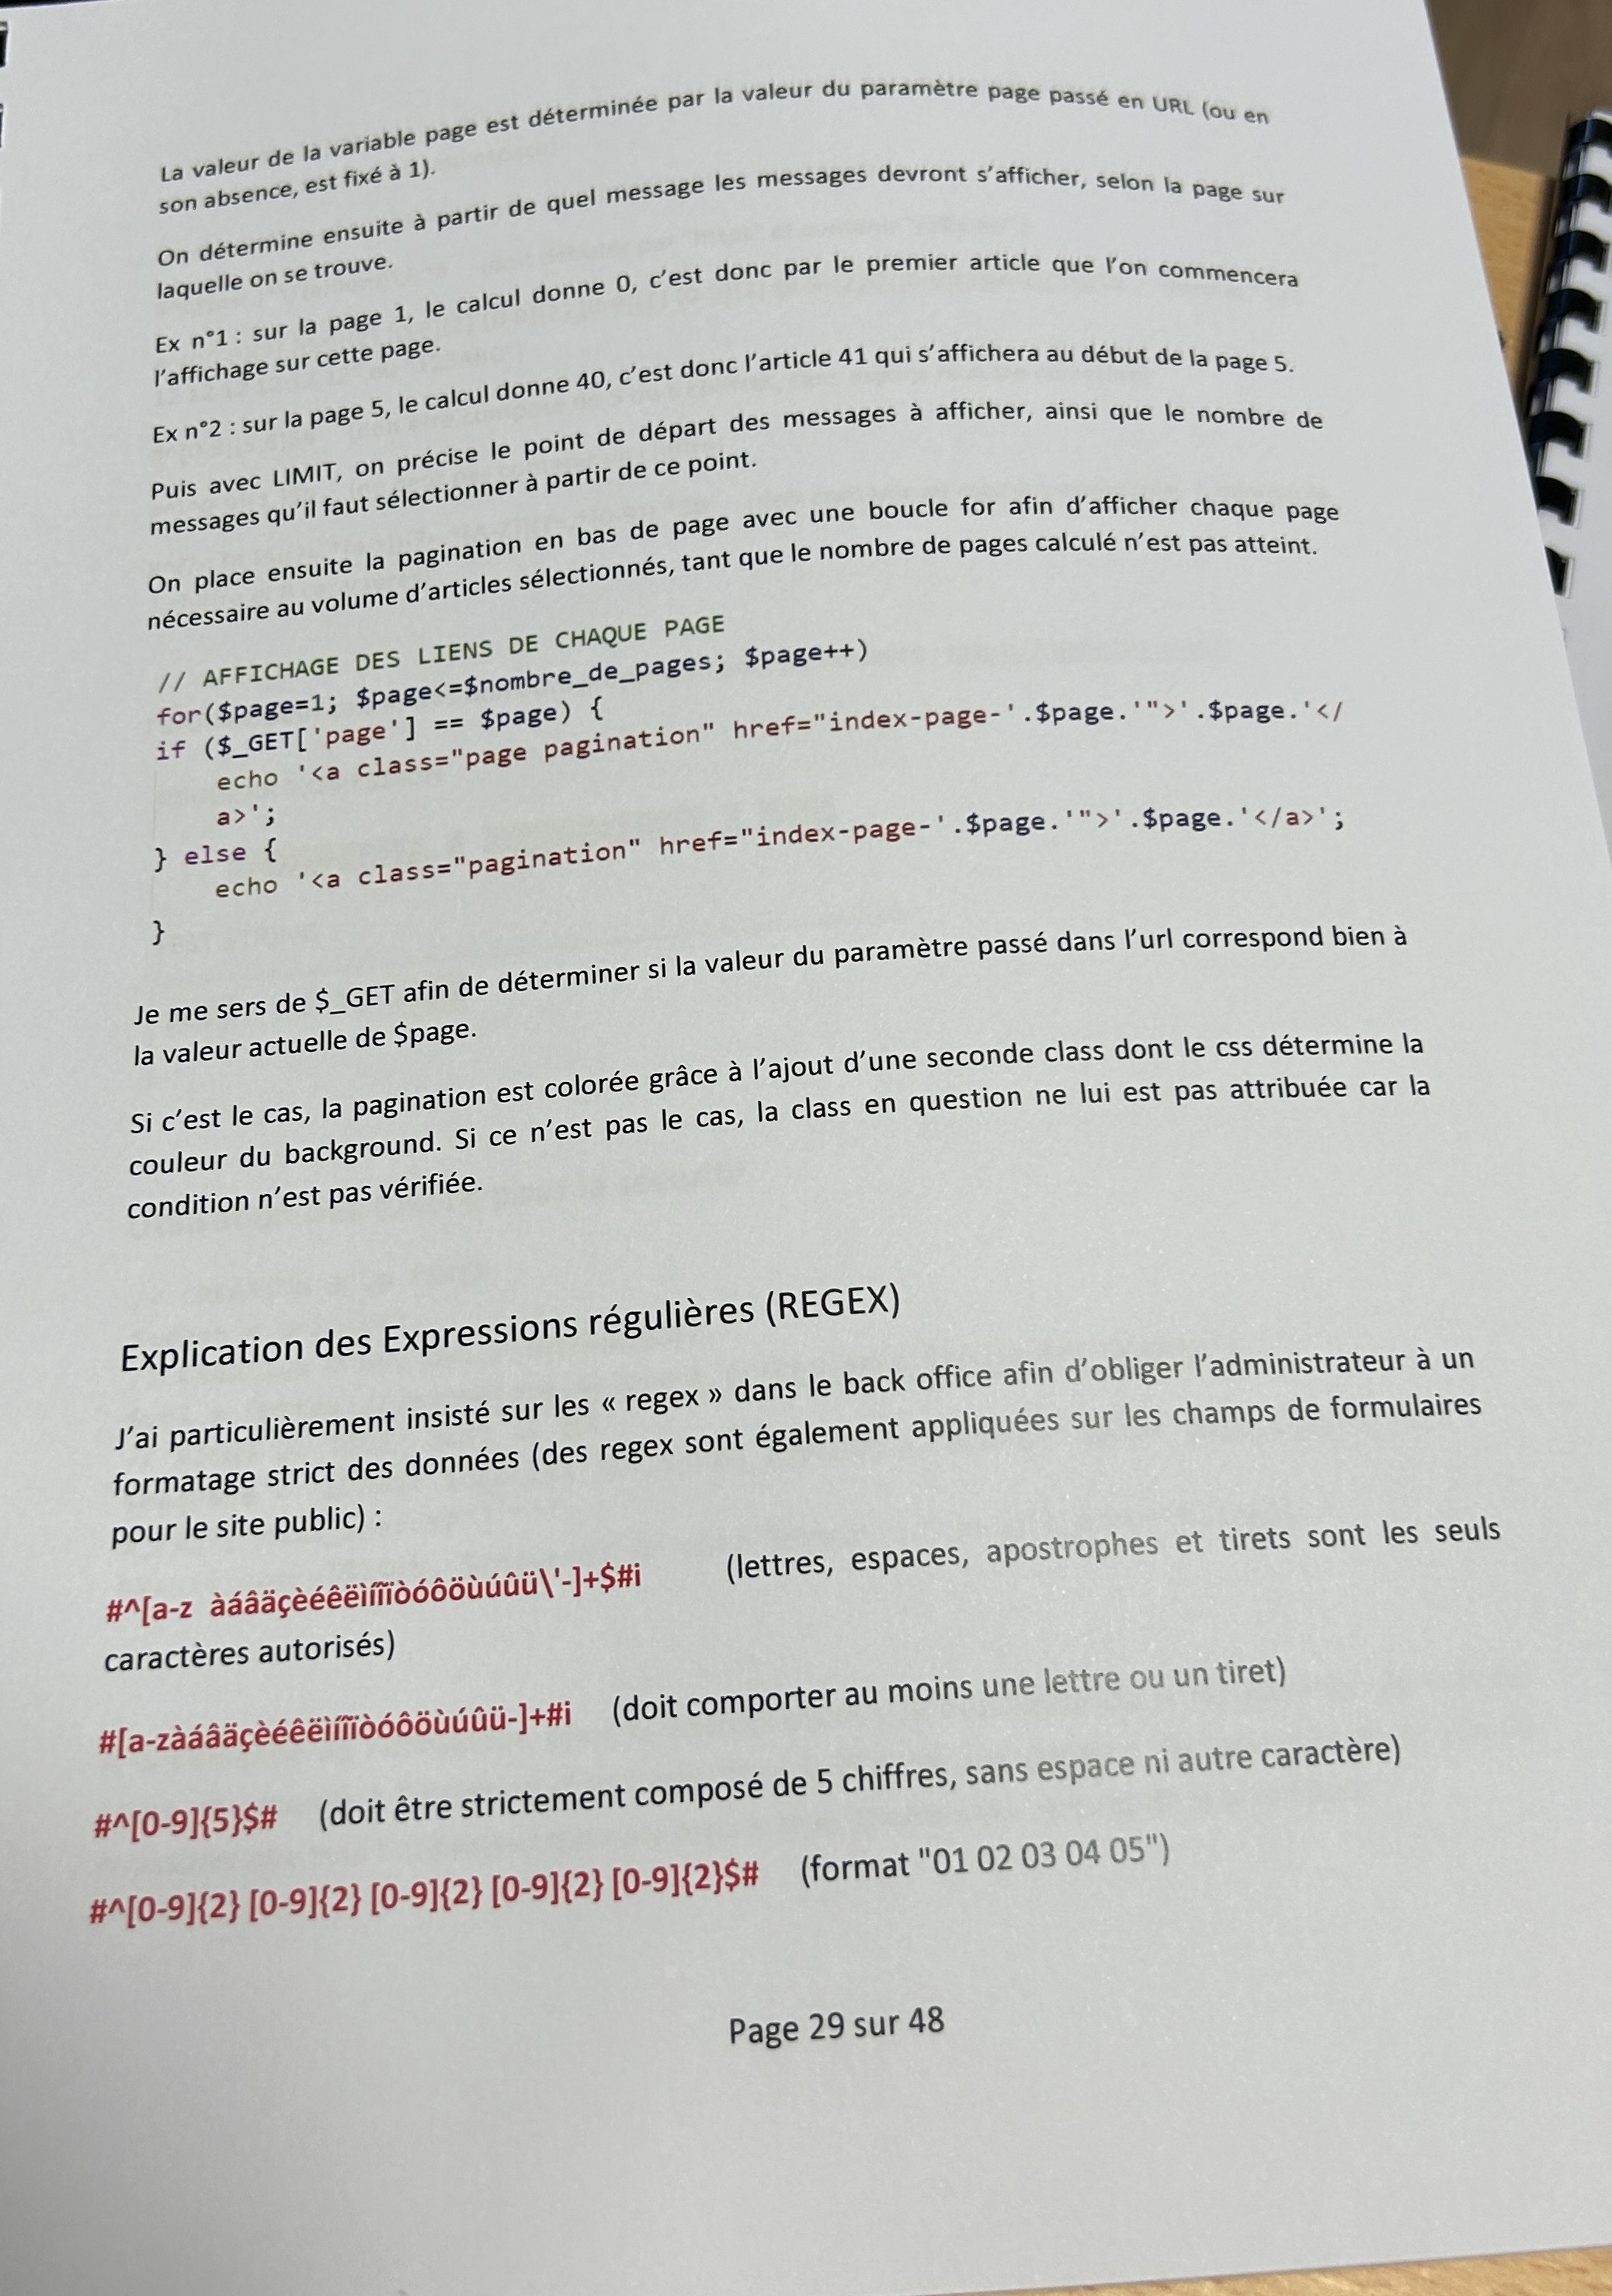 La valeur de la variable page est déterminée par la valeur du paramètre page passé en URL (ou en
son absence, est fixé à 1).
On détermine ensuite à partir de quel message les messages devront s’afficher, selon la page sur
laquelle on se trouve.
Ex n°1 : sur la page 1, le calcul donne 0, c’est donc par le premier article que l’on commencera
l’affichage sur cette page.
Ex n°2 : sur la page 5, le calcul donne 40, c’est donc l’article 41 qui s’affichera au début de la page 5.
Puis avec LIMIT, on précise le point de départ des messages à afficher, ainsi que le nombre de
messages qu’il faut sélectionner à partir de ce point.
On place ensuite la pagination en bas de page avec une boucle for afin d’afficher chaque page
nécessaire au volume d’articles sélectionnés, tant que le nombre de pages calculé n’est pas atteint.
// AFFICHAGE DES LIENS DE CHAQUE PAGE
for($page=1; $page<=$nombre_de_pages; $page++)
if ($_GET['page'] == $page) {
echo '<a class="page pagination" href="index-page-'.$page.'">'.$page.'</
a>';
} else {
echo '<a class="pagination" href="index-page-'.$page.'">'.$page.'</a>';
}
Je me sers de $_GET afin de déterminer si la valeur du paramètre passé dans l’url correspond bien à
la valeur actuelle de $page.
Si c’est le cas, la pagination est colorée grâce à l’ajout d’une seconde class dont le css détermine la
couleur du background. Si ce n’est pas le cas, la class en question ne lui est pas attribuée car la
condition n’est pas vérifiée.
Explication des Expressions régulières (REGEX)
J’ai particulièrement insisté sur les « regex » dans le back office afin d’obliger l’administrateur à un
formatage strict des données (des regex sont également appliquées sur les champs de formulaires
pour le site public) :
#^[a-z àáâäçèéêëìíîïòóôöùúûü\'-]+$#i (lettres, espaces, apostrophes et tirets sont les seuls
caractères autorisés)
#[a-zàáâäçèéêëìíîïòóôöùúûü-]+#i (doit comporter au moins une lettre ou un tiret)
#^[0-9]{5}$# (doit être strictement composé de 5 chiffres, sans espace ni autre caractère)
#^[0-9]{2} [0-9]{2} [0-9]{2} [0-9]{2} [0-9]{2}$# (format "01 02 03 04 05")
Page 29 sur 48